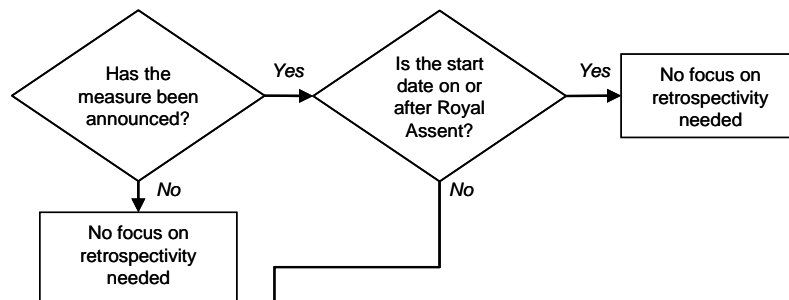 Has the
measure been
announced?
Yes
Is the start
date on or
after Royal
Assent?
Yes
No focus on
retrospectivity
needed
No
No
No focus on
retrospectivity
needed